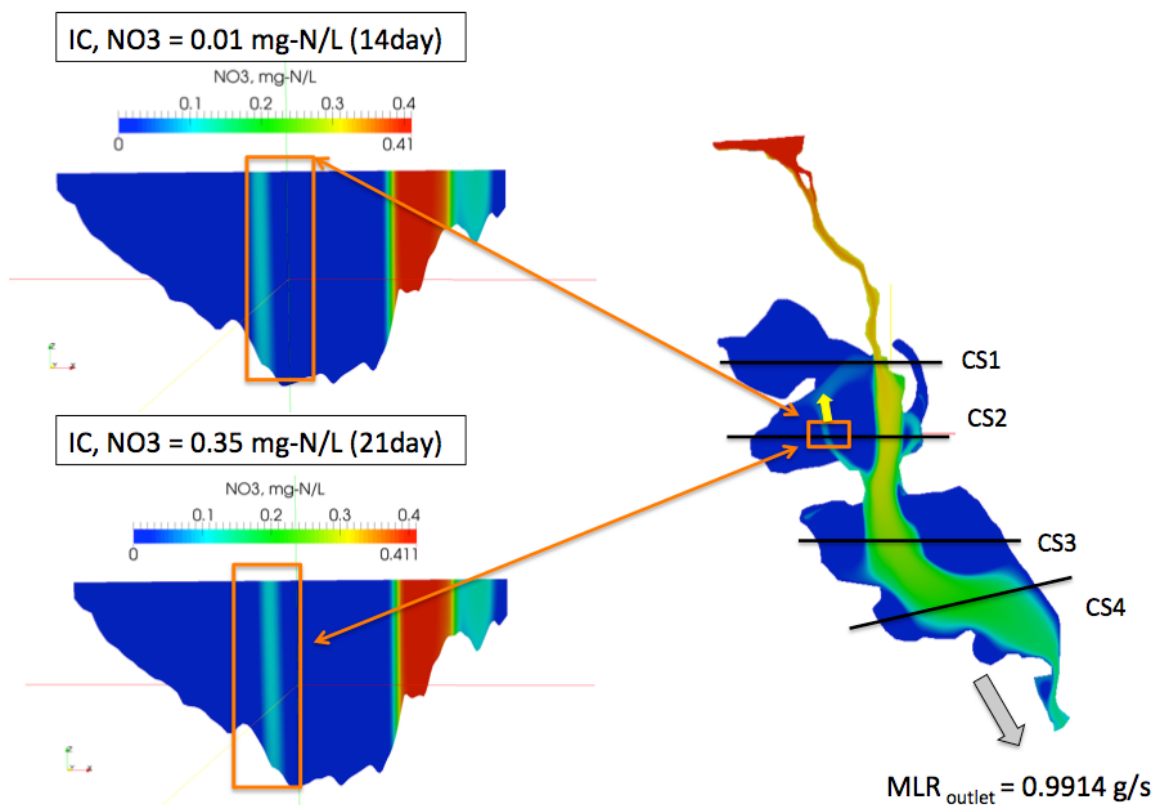 IC, NO3 = 0.01 mg-N/L (14day)
NO3, mg-N/L
0.1 0.2 0.3 0.4
0 0.41
IC, NO3 = 0.35 mg-N/L (21day)
NO3, mg-N/L
0.1 0.2 0.3 0.4
0 0.411
CS1
CS2
CS3
CS4
MLR outlet = 0.9914 g/s